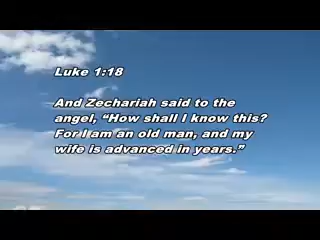 Luke 1:18
And Zechariah said to the
angel, “How shall I know this?
For I am an old man, and my
wife is advanced in years.”